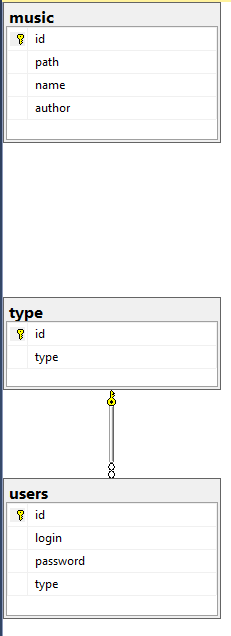 music
id
path
name
author
type
id
type
users
id
login
password
type